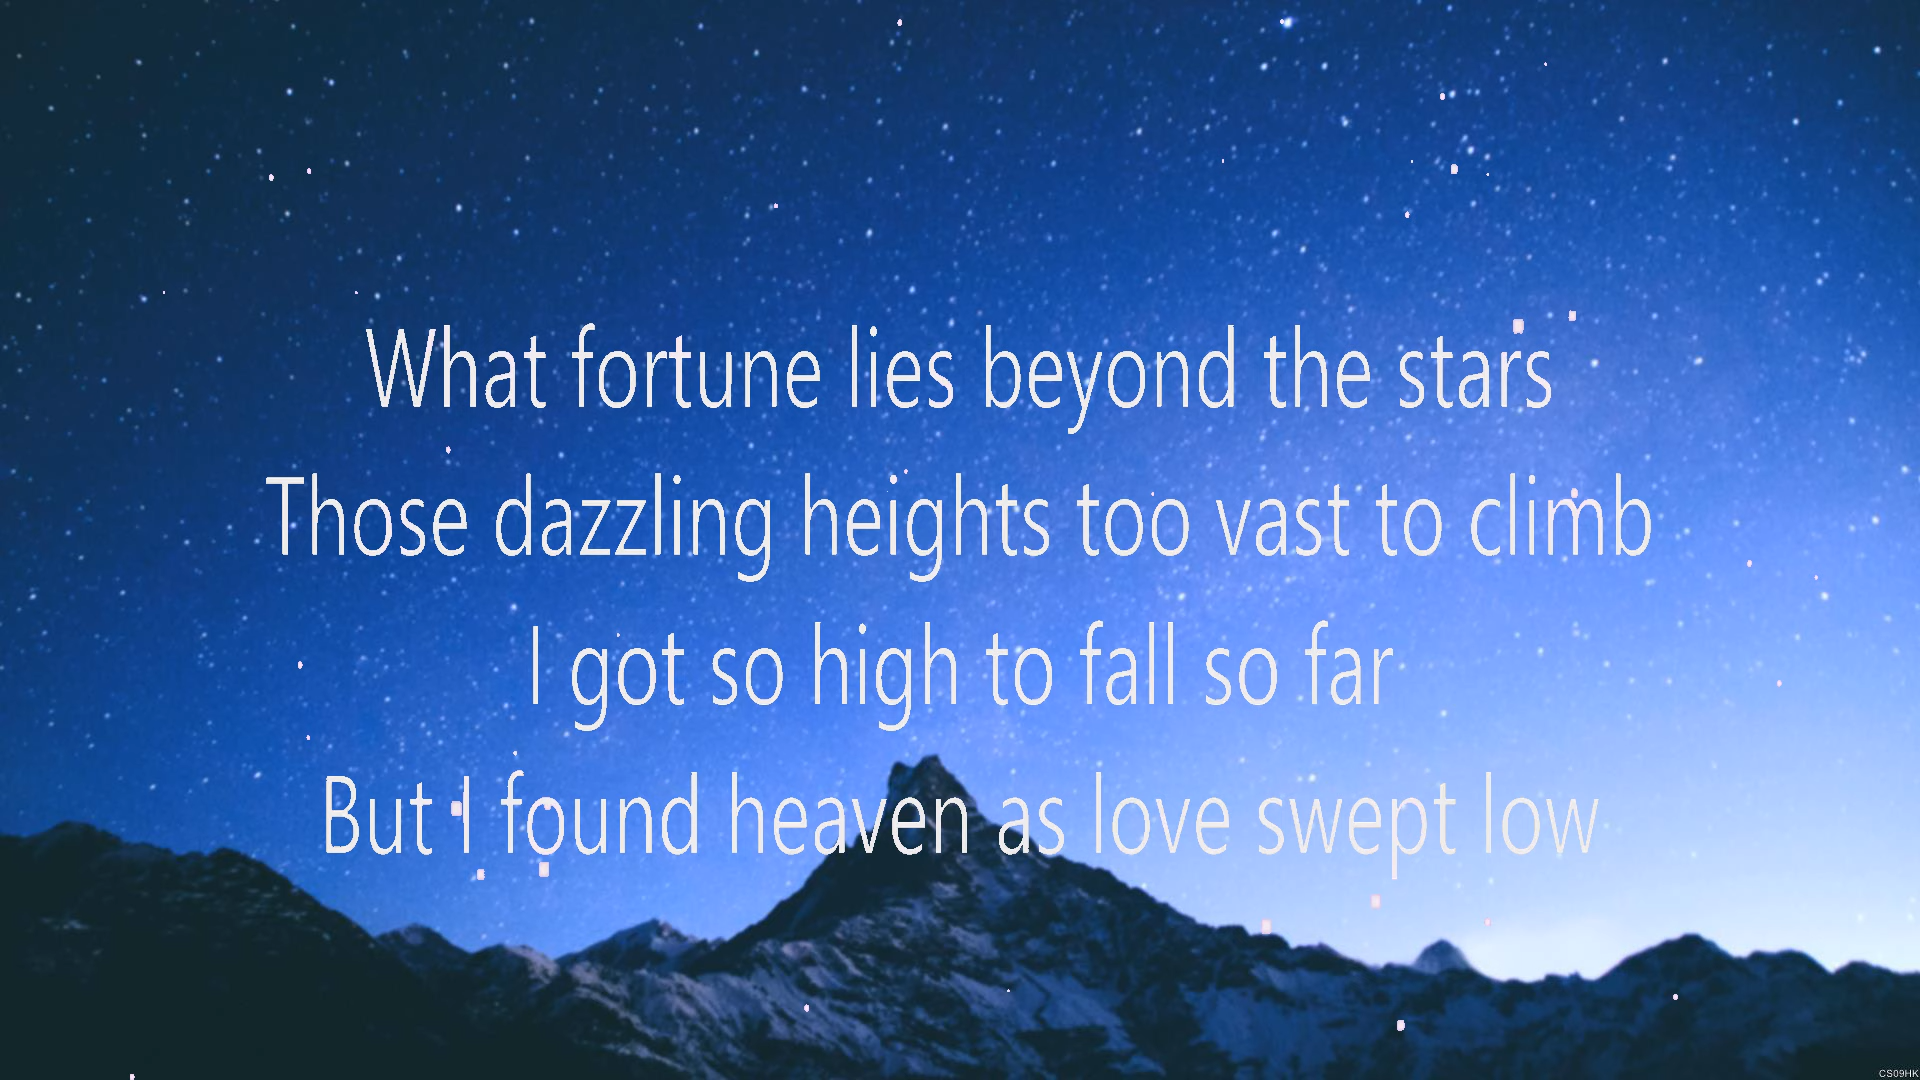 What fortune lies beyond the stars
Those dazzling heights too vast to climb
I got so high to fall so far
But I found heaven as love swept low
CS09HK